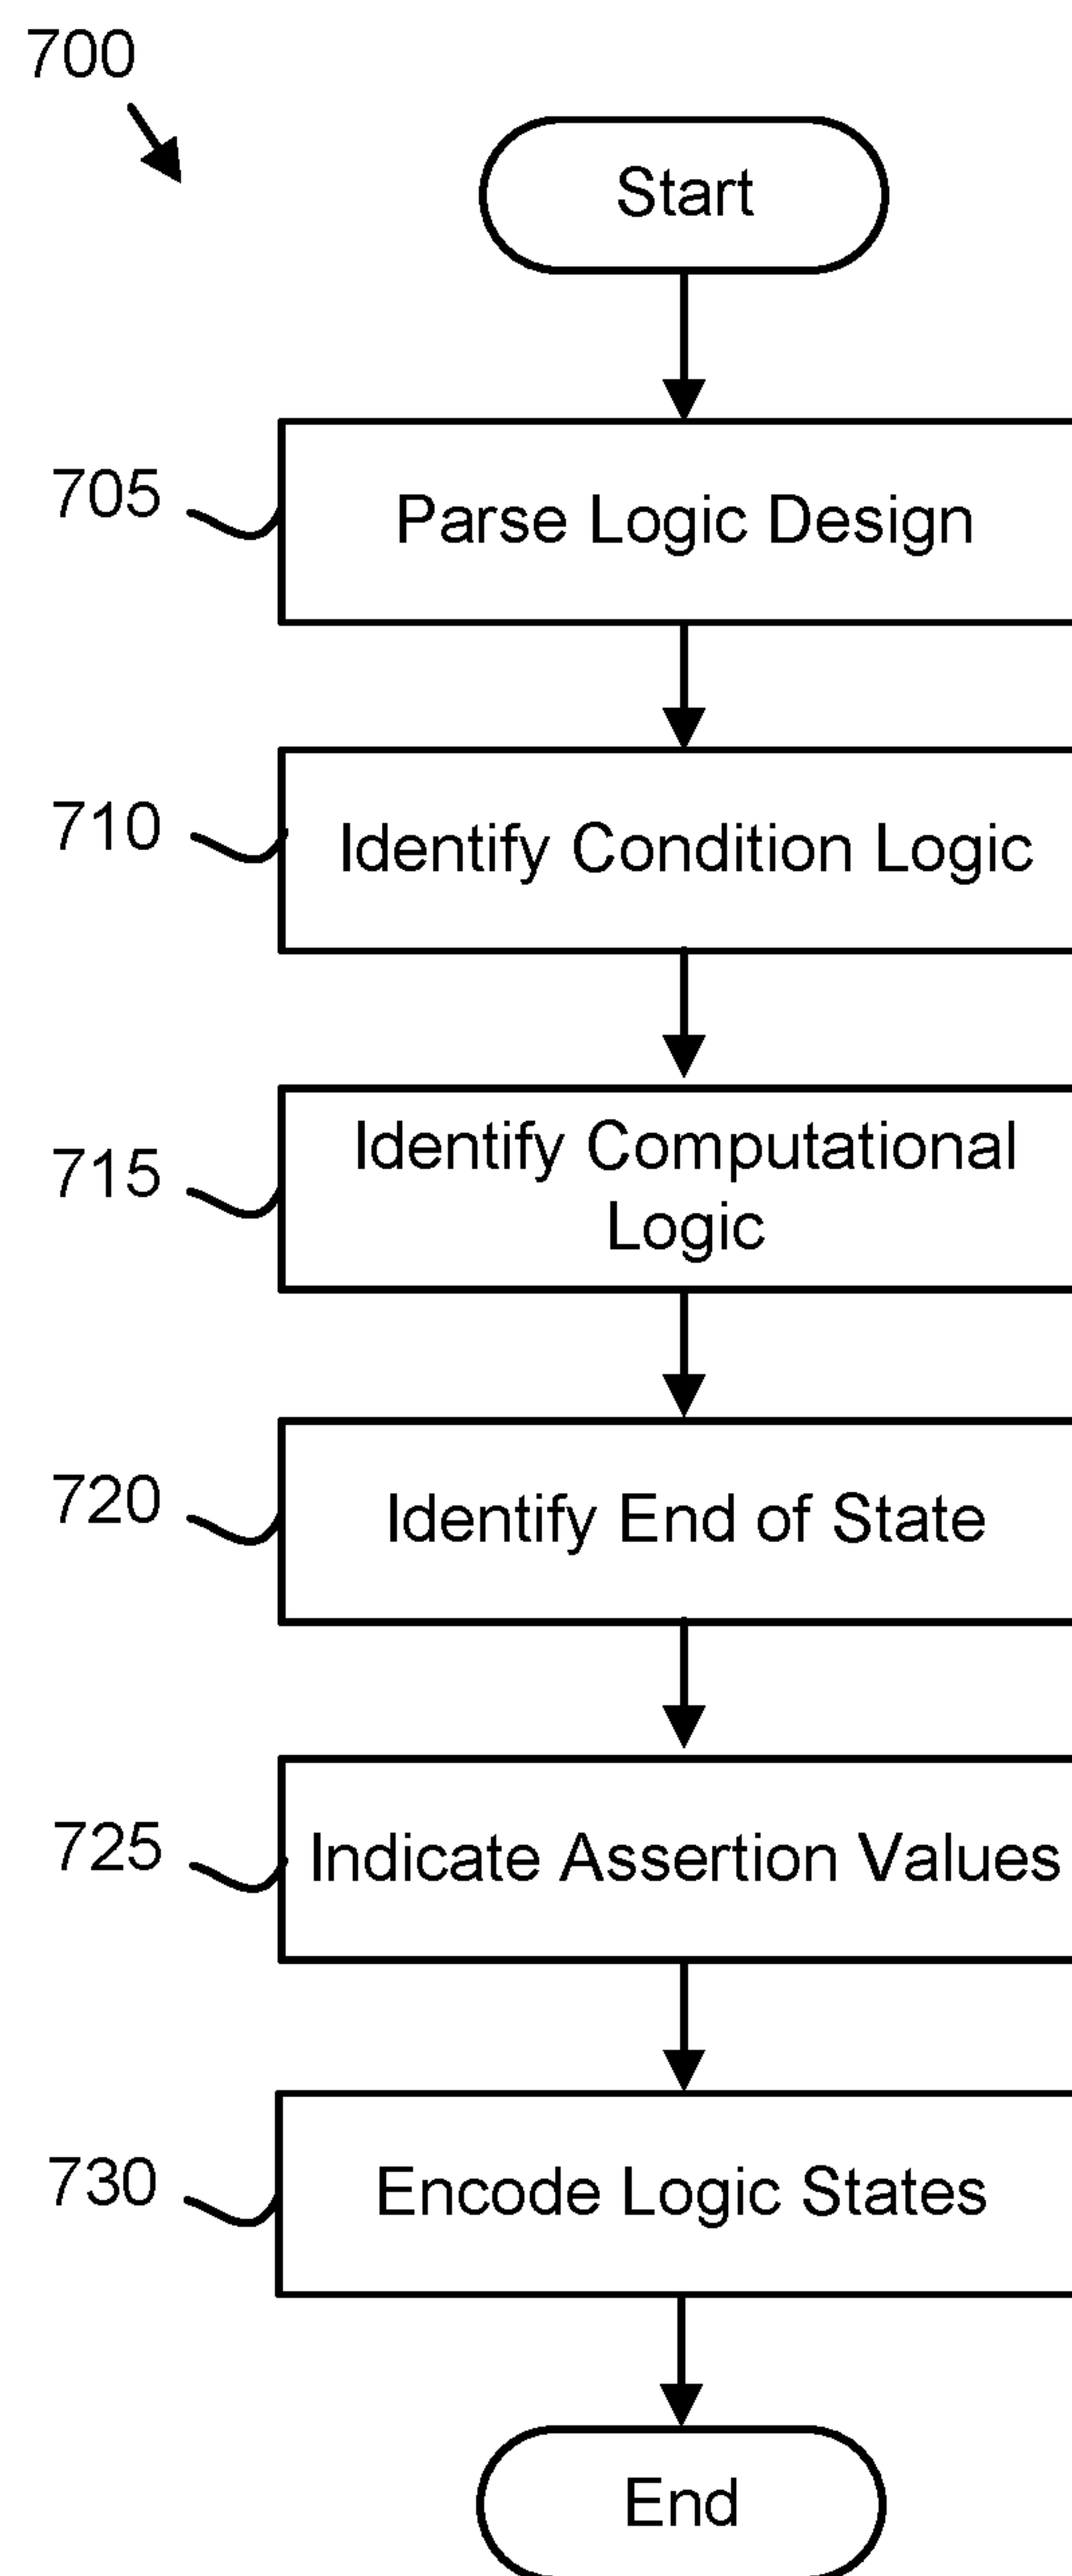 700
Start
705
Parse Logic Design
710
Identify Condition Logic
715
Identify Computational
Logic
720
Identify End of State
725
Indicate Assertion Values
730
Encode Logic States
End